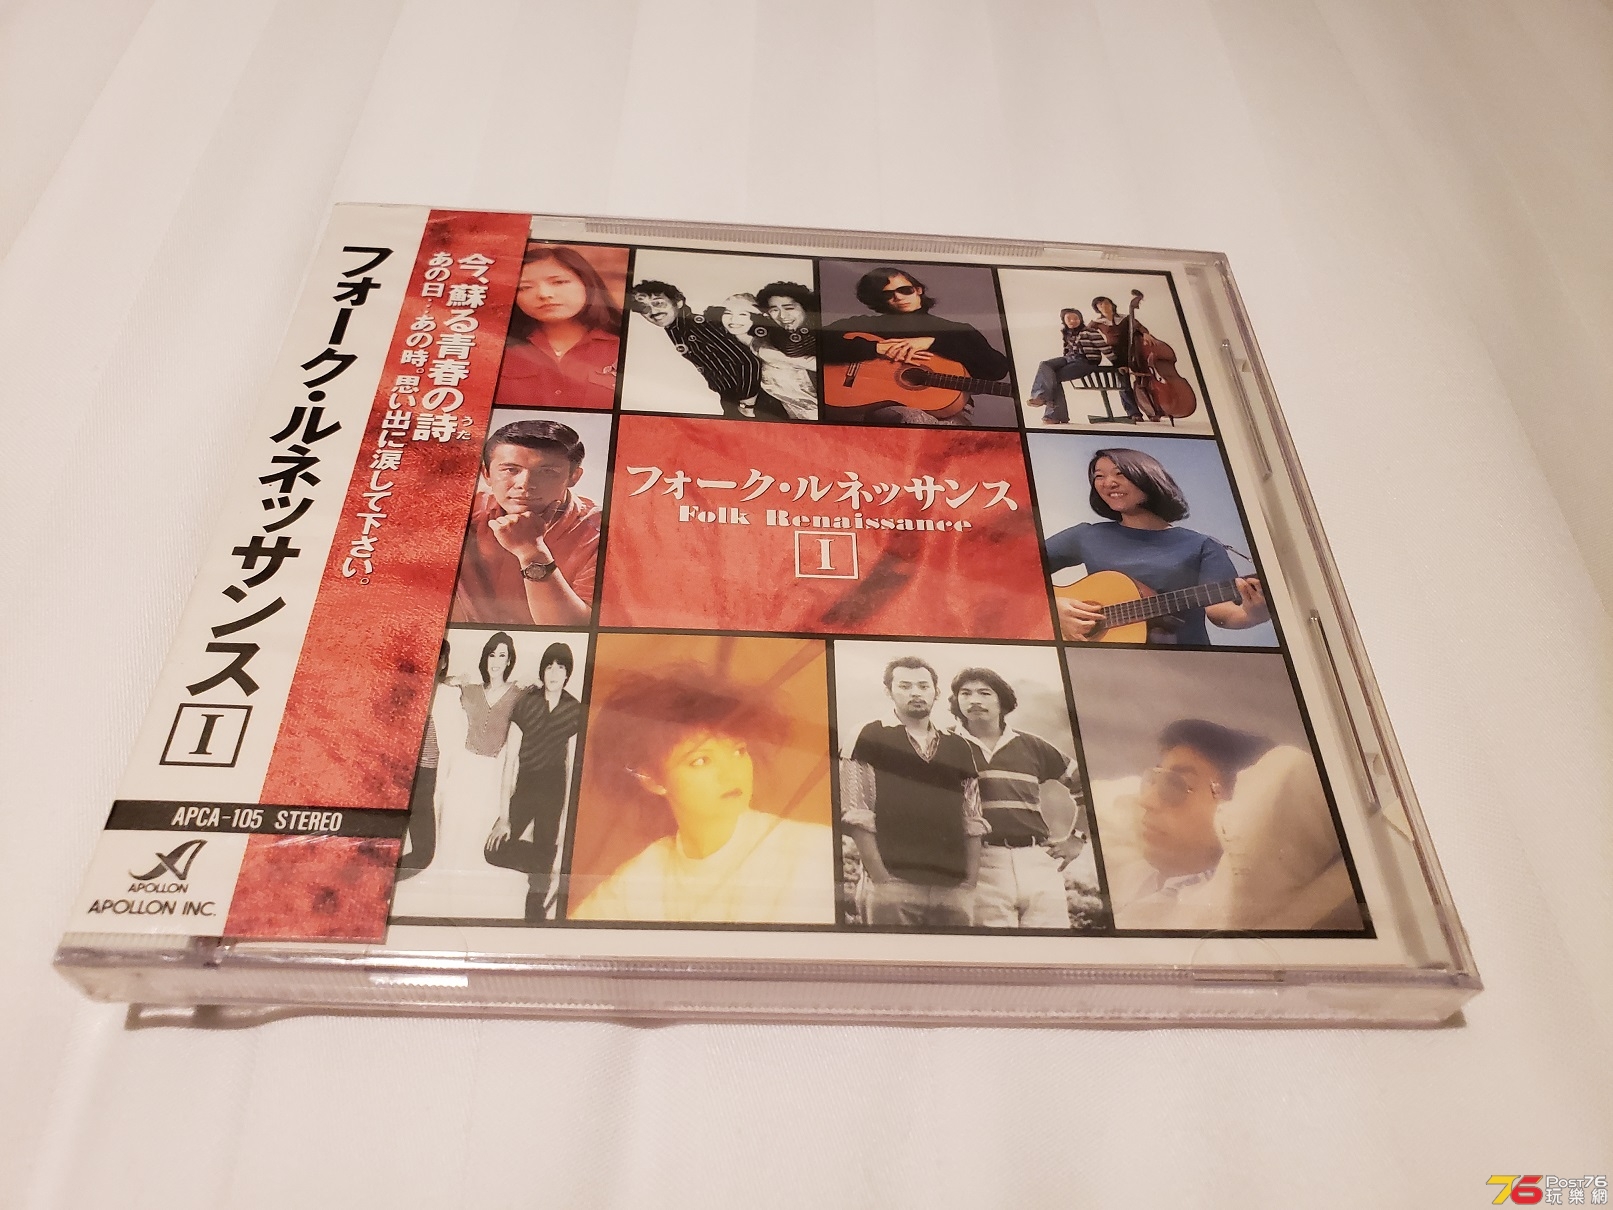 フォーク・ルネッサンス
I
今、蘇る青春の詩
うた
あの日…あの時。思い出に涙して下さい。
APCA-105 STEREO
APOLLON
APOLLON INC.
フォーク・ルネッサンス
Folk Renaissance
I
76 Post76
玩樂網